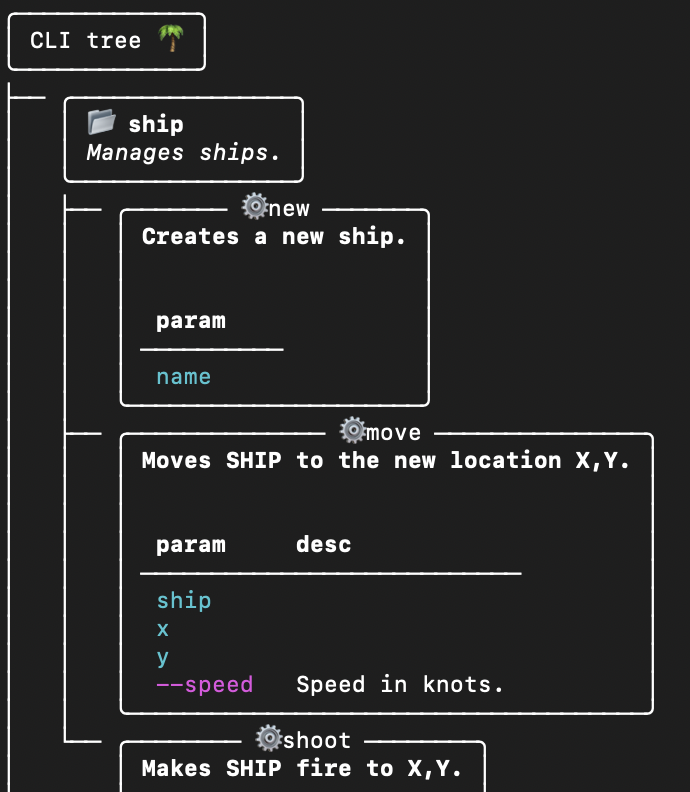 CLI tree 🌴
📂 ship
Manages ships.
⚙️new
Creates a new ship.
param
name
⚙️move
Moves SHIP to the new location X,Y.
param desc
ship
x
y
--speed Speed in knots.
⚙️shoot
Makes SHIP fire to X,Y.